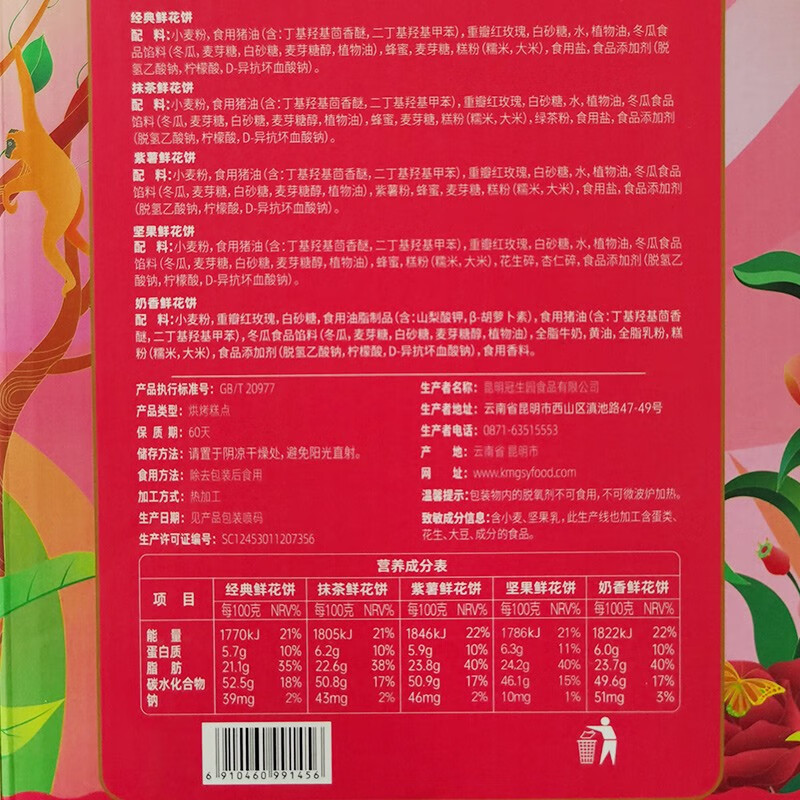 经典鲜花饼
配 料:小麦粉,食用猪油(含:丁基羟基茴香醚,二丁基羟基甲苯),重瓣红玫瑰,白砂糖,水,植物油,冬瓜食
品馅料(冬瓜,麦芽糖,白砂糖,麦芽糖醇,植物油),蜂蜜,麦芽糖,糕粉(糯米,大米),食用盐,食品添加剂(脱
氢乙酸钠,柠檬酸,D-异抗坏血酸钠)。
抹茶鲜花饼
配 料:小麦粉,食用猪油(含:丁基羟基茴香醚,二丁基羟基甲苯),重瓣红玫瑰,白砂糖,水,植物油,冬瓜食品
馅料(冬瓜,麦芽糖,白砂糖,麦芽糖醇,植物油),蜂蜜,麦芽糖,糕粉(糯米,大米),绿茶粉,食用盐,食品添加剂
(脱氢乙酸钠,柠檬酸,D-异抗坏血酸钠)。
紫薯鲜花饼
配 料:小麦粉,食用猪油(含:丁基羟基茴香醚,二丁基羟基甲苯),重瓣红玫瑰,白砂糖,水,植物油,冬瓜食品
馅料(冬瓜,麦芽糖,白砂糖,麦芽糖醇,植物油),紫薯粉,蜂蜜,麦芽糖,糕粉(糯米,大米),食用盐,食品添加剂
(脱氢乙酸钠,柠檬酸,D-异抗坏血酸钠)。
坚果鲜花饼
配 料:小麦粉,食用猪油(含:丁基羟基茴香醚,二丁基羟基甲苯),重瓣红玫瑰,白砂糖,水,植物油,冬瓜食品
馅料(冬瓜,麦芽糖,白砂糖,麦芽糖醇,植物油),蜂蜜,糕粉(糯米,大米),花生碎,杏仁碎,食品添加剂(脱氢乙
酸钠,柠檬酸,D-异抗坏血酸钠)。
奶香鲜花饼
配 料:小麦粉,重瓣红玫瑰,白砂糖,食用油脂制品(含:山梨酸钾,β-胡萝卜素),食用猪油(含:丁基羟基茴香
醚,二丁基羟基甲苯),冬瓜食品馅料(冬瓜,麦芽糖,白砂糖,麦芽糖醇,植物油),全脂牛奶,黄油,全脂乳粉,糕
粉(糯米,大米),食品添加剂(脱氢乙酸钠,柠檬酸,D-异抗坏血酸钠),食用香料。
产品执行标准号: GB/T 20977
产品类型: 烘烤糕点
保 质 期: 60天
储存方法: 请置于阴凉干燥处,避免阳光直射。
食用方法: 除去包装后食用
加工方式: 热加工
生产日期: 见产品包装喷码
生产许可证编号: SC12453011207356
生产者名称: 昆明冠生园食品有限公司
生产者地址: 云南省昆明市西山区滇池路47-49号
生产者电话: 0871-63515553
产 地: 云南省 昆明市
网 址: www.kmgsyfood.com
温馨提示:包装物内的脱氧剂不可食用,不可微波炉加热。
致敏成分信息:含小麦、坚果乳,此生产线也加工含蛋类、
花生、大豆、成分的食品。
营养成分表
项 目 经典鲜花饼 抹茶鲜花饼 紫薯鲜花饼 坚果鲜花饼 奶香鲜花饼
每100克 NRV% 每100克 NRV% 每100克 NRV% 每100克 NRV% 每100克 NRV%
能 量 1770kJ 21% 1805kJ 21% 1846kJ 22% 1786kJ 21% 1822kJ 22%
蛋白质 5.7g 10% 6.2g 10% 5.9g 10% 6.3g 11% 6.0g 10%
脂 肪 21.1g 35% 22.6g 38% 23.8g 40% 24.2g 40% 23.7g 40%
碳水化合物 52.5g 18% 50.8g 17% 50.9g 17% 46.1g 15% 49.6g 17%
钠 39mg 2% 43mg 2% 46mg 2% 10mg 1% 51mg 3%
6 910460 991456